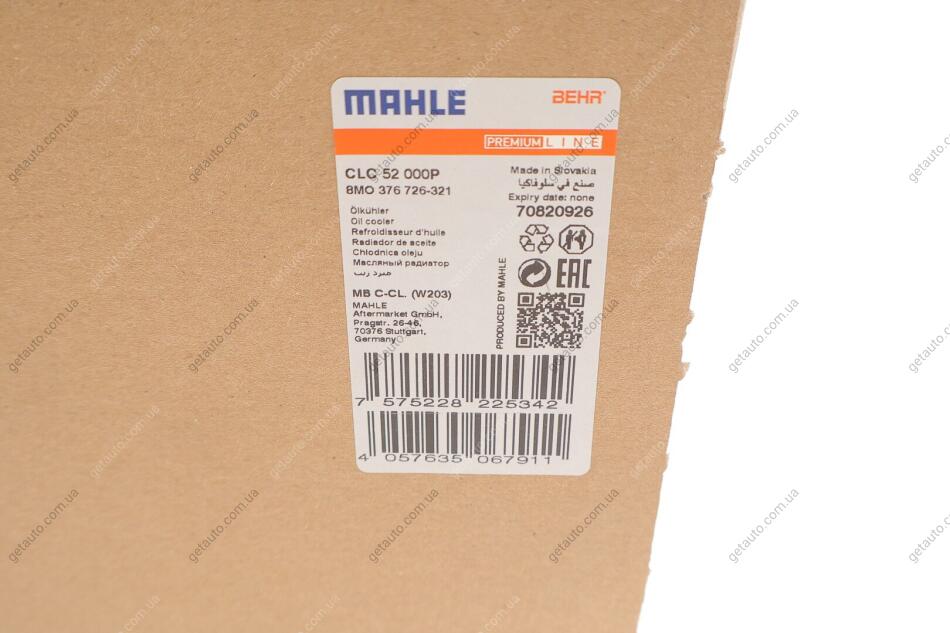 MAHLE
BEHR
PREMIUM LINE
CLC 52 000P
8MO 376 726-321
Made in Slovakia
صنع في سلوفاكيا
Expiry date: none
70820926
Ölkühler
Oil cooler
Refroidisseur d'huile
Radiador de aceite
Chłodnica oleju
Масляный радиатор
مبرد زيت
MB C-CL. (W203)
MAHLE
Aftermarket GmbH,
Pragstr. 26-46,
70376 Stuttgart,
Germany
PRODUCED BY MAHLE
EAC
7 575228 225342
4 057635 067911
getauto.com.ua